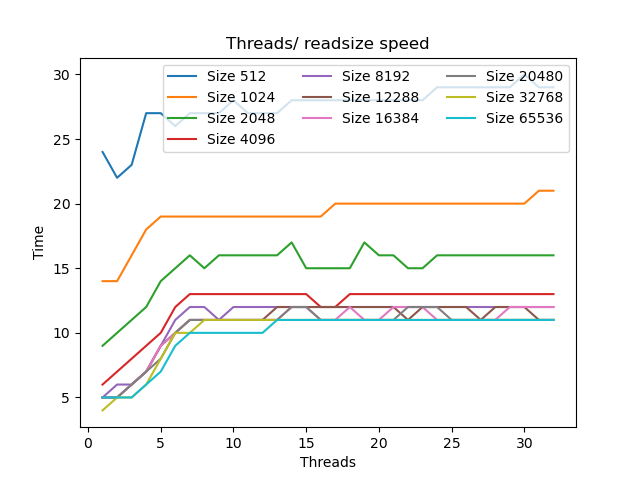 Threads/ readsize speed
Size 512
Size 1024
Size 2048
Size 4096
Size 8192
Size 12288
Size 16384
Size 20480
Size 32768
Size 65536
Time
30
25
20
15
10
5
0 5 10 15 20 25 30
Threads